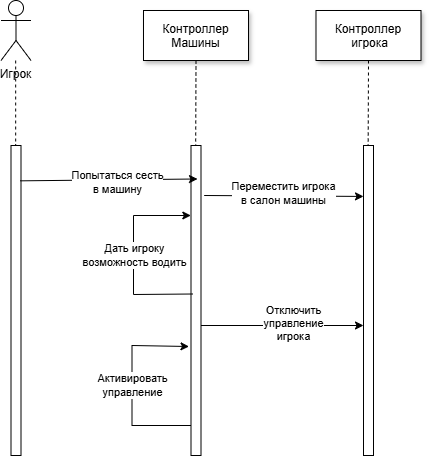 Игрок
Контроллер
Машины
Контроллер
игрока
Попытаться сесть
в машину
Переместить игрока
в салон машины
Дать игроку
возможность водить
Отключить
управление
игрока
Активировать
управление